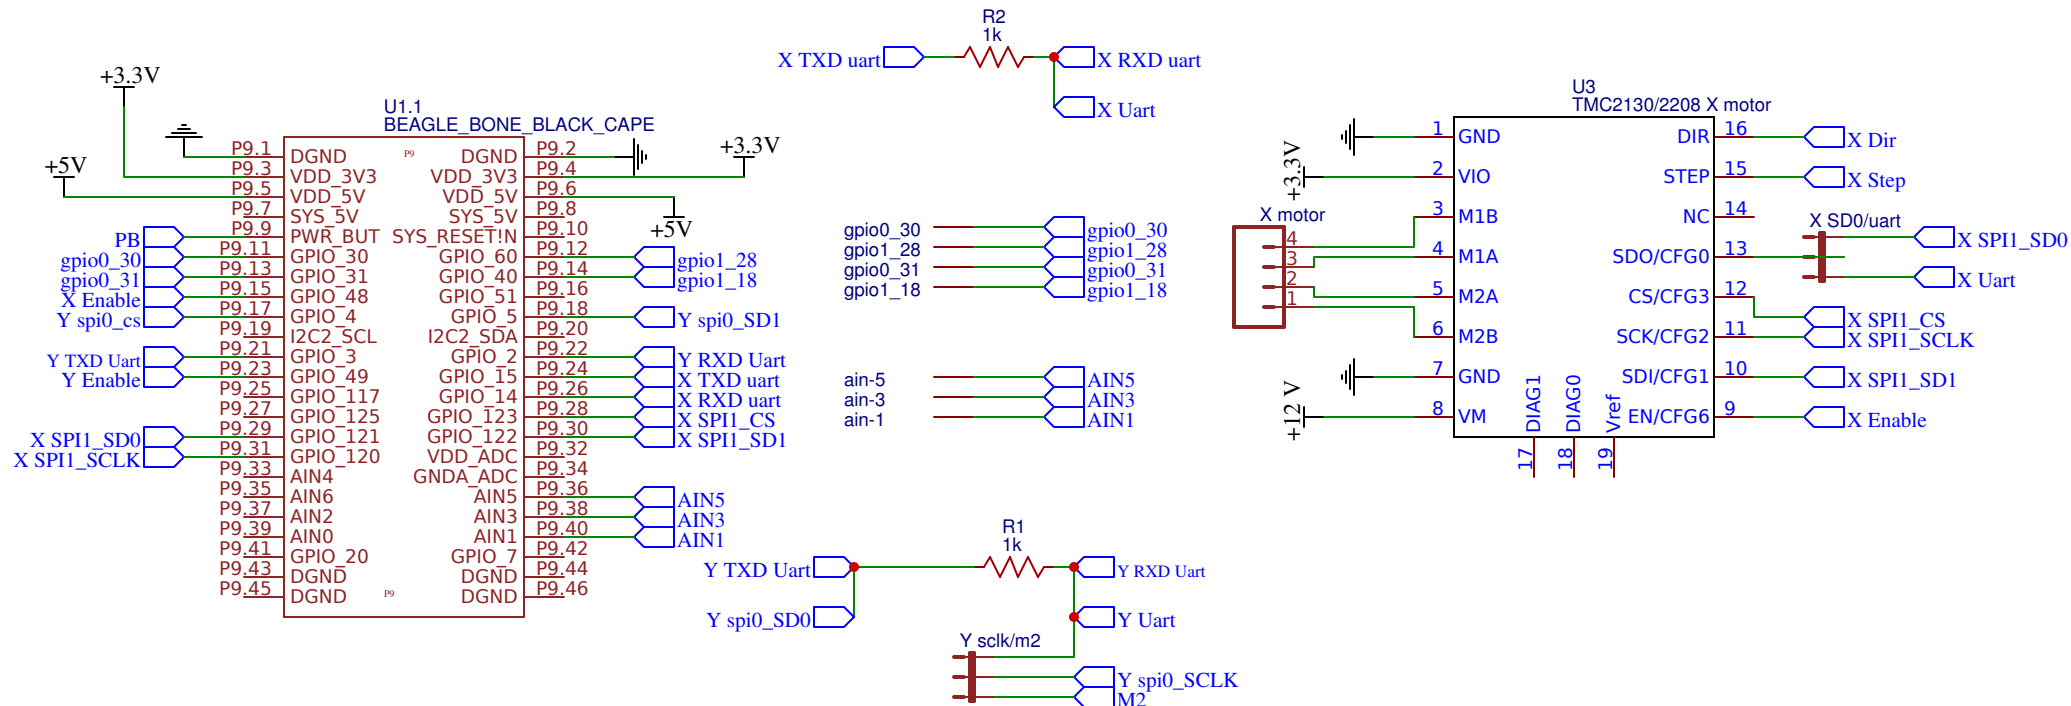 R2
1k
X TXD uart
X RXD uart
X Uart
+3.3V
+5V
U1.1
BEAGLE_BONE_BLACK_CAPE
P9
P9.1 DGND DGND P9.2
P9.3 VDD_3V3 VDD_3V3 P9.4
P9.5 VDD_5V VDD_5V P9.6
P9.7 SYS_5V SYS_5V P9.8
PB P9.9 PWR_BUT SYS_RESET!N P9.10
gpio0_30 P9.11 GPIO_30 GPIO_60 P9.12 gpio1_28
gpio0_31 P9.13 GPIO_31 GPIO_40 P9.14 gpio1_18
X Enable P9.15 GPIO_48 GPIO_51 P9.16
Y spi0_cs P9.17 GPIO_4 GPIO_5 P9.18 Y spi0_SD1
P9.19 I2C2_SCL I2C2_SDA P9.20
Y TXD Uart P9.21 GPIO_3 GPIO_2 P9.22 Y RXD Uart
Y Enable P9.23 GPIO_49 GPIO_15 P9.24 X TXD uart
P9.25 GPIO_117 GPIO_14 P9.26 X RXD uart
P9.27 GPIO_125 GPIO_123 P9.28 X SPI1_CS
X SPI1_SD0 P9.29 GPIO_121 GPIO_122 P9.30 X SPI1_SD1
X SPI1_SCLK P9.31 GPIO_120 VDD_ADC P9.32
P9.33 AIN4 GNDA_ADC P9.34
P9.35 AIN6 AIN5 P9.36 AIN5
P9.37 AIN2 AIN3 P9.38 AIN3
P9.39 AIN0 AIN1 P9.40 AIN1
P9.41 GPIO_20 GPIO_7 P9.42
P9.43 DGND DGND P9.44
P9.45 DGND DGND P9.46
P9
+3.3V
+5V
gpio0_30 gpio0_30
gpio1_28 gpio1_28
gpio0_31 gpio0_31
gpio1_18 gpio1_18
ain-5 AIN5
ain-3 AIN3
ain-1 AIN1
R1
1k
Y TXD Uart
Y RXD Uart
Y spi0_SD0
Y Uart
Y sclk/m2
Y spi0_SCLK
M2
U3
TMC2130/2208 X motor
1 GND DIR 16 X Dir
+3.3V
2 VIO STEP 15 X Step
3 M1B NC 14
4 M1A SDO/CFG0 13
5 M2A CS/CFG3 12 X SPI1_CS
6 M2B SCK/CFG2 11 X SPI1_SCLK
7 GND SDI/CFG1 10 X SPI1_SD1
+12 V
8 VM EN/CFG6 9 X Enable
DIAG1 17
DIAG0 18
Vref 19
X motor
4
3
2
1
X SD0/uart
X SPI1_SD0
X Uart